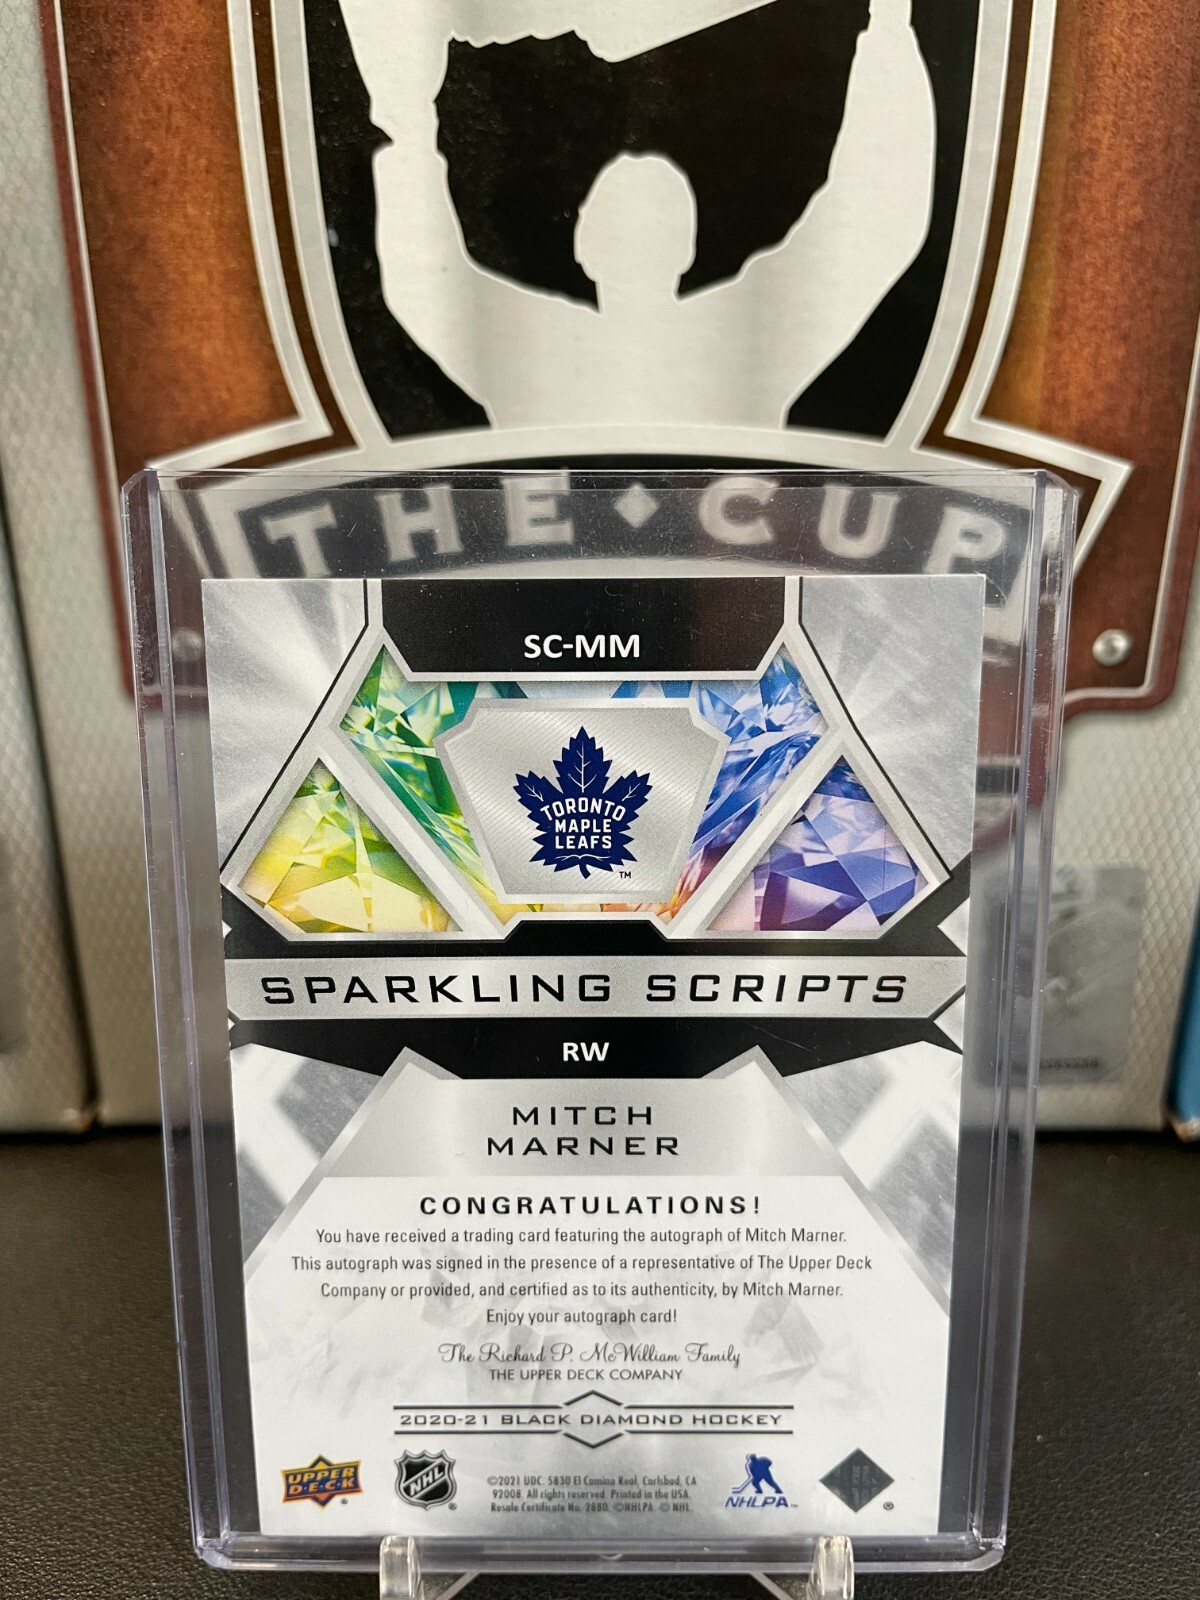 THE CUP
SC-MM
TORONTO
MAPLE
LEAFS
TM
SPARKLING SCRIPTS
RW
MITCH
MARNER
CONGRATULATIONS!
You have received a trading card featuring the autograph of Mitch Marner.
This autograph was signed in the presence of a representative of The Upper Deck
Company or provided, and certified as to its authenticity, by Mitch Marner.
Enjoy your autograph card!
The Richard P. McWilliam Family
THE UPPER DECK COMPANY
2020-21 BLACK DIAMOND HOCKEY
UPPER
D·E·C·K
®
NHL
®
©2021 UDC. 5830 El Camino Real, Carlsbad, CA
92008. All rights reserved. Printed in the USA.
Resale Certificate No. 2880. ©NHLPA. © NHL.
NHLPA™
®